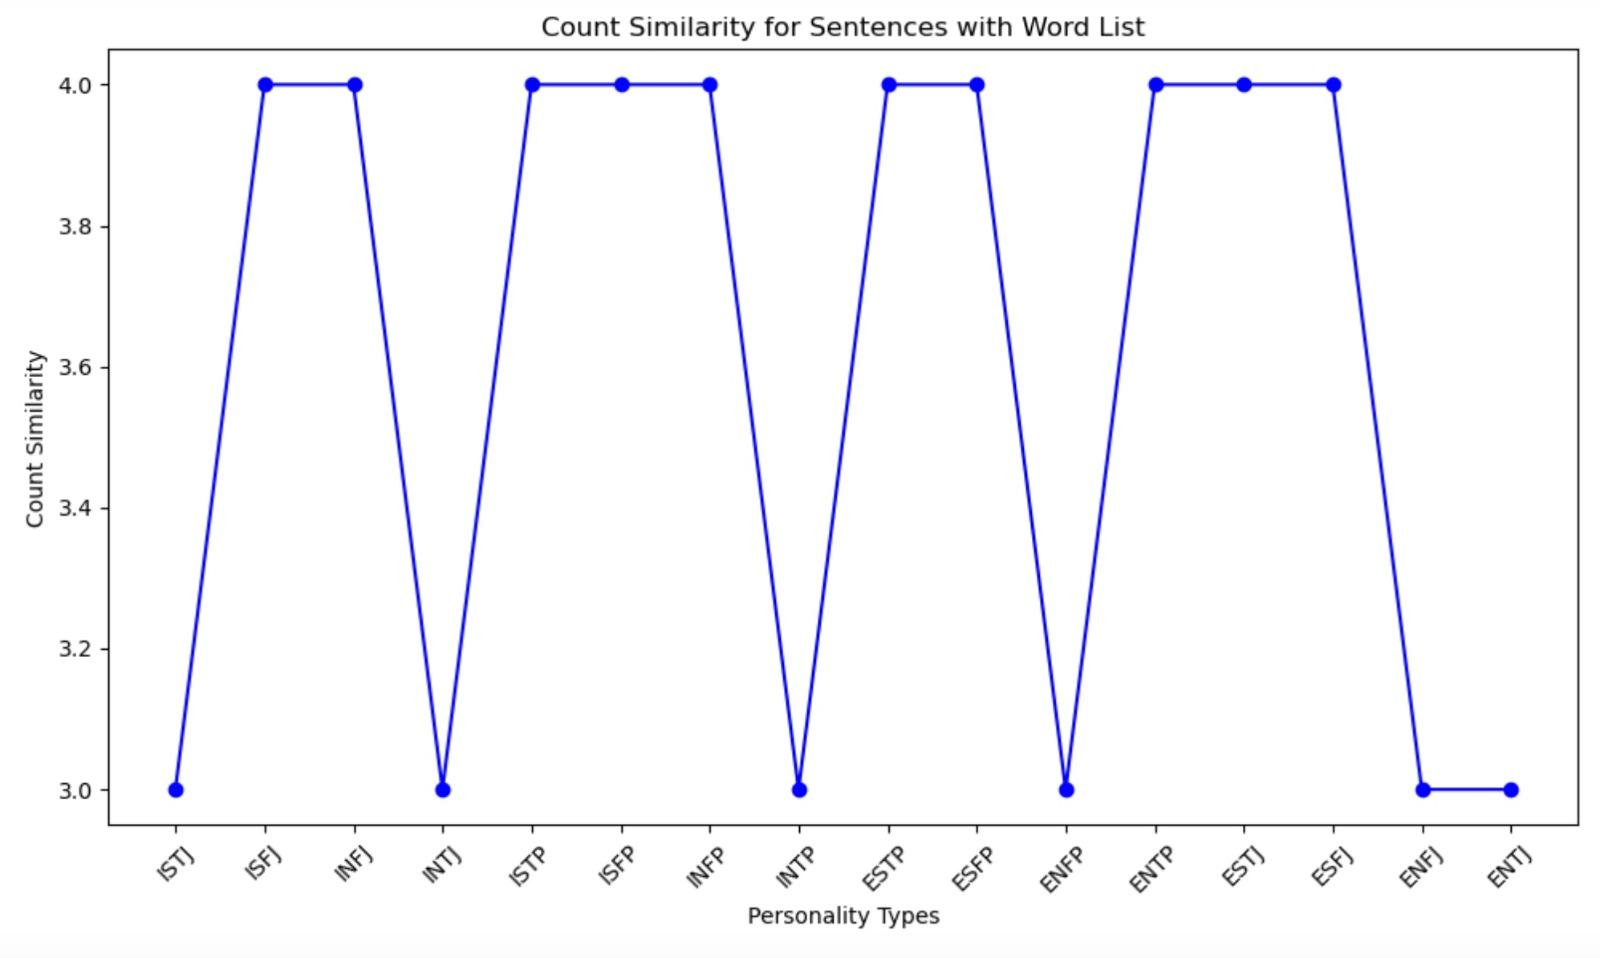 Count Similarity for Sentences with Word List
4.0
3.8
3.6
3.4
3.2
3.0
Count Similarity
ISTJ
ISFJ
INFJ
INTJ
ISTP
ISFP
INFP
INTP
ESTP
ESFP
ENFP
ENTP
ESTJ
ESFJ
ENFJ
ENTJ
Personality Types